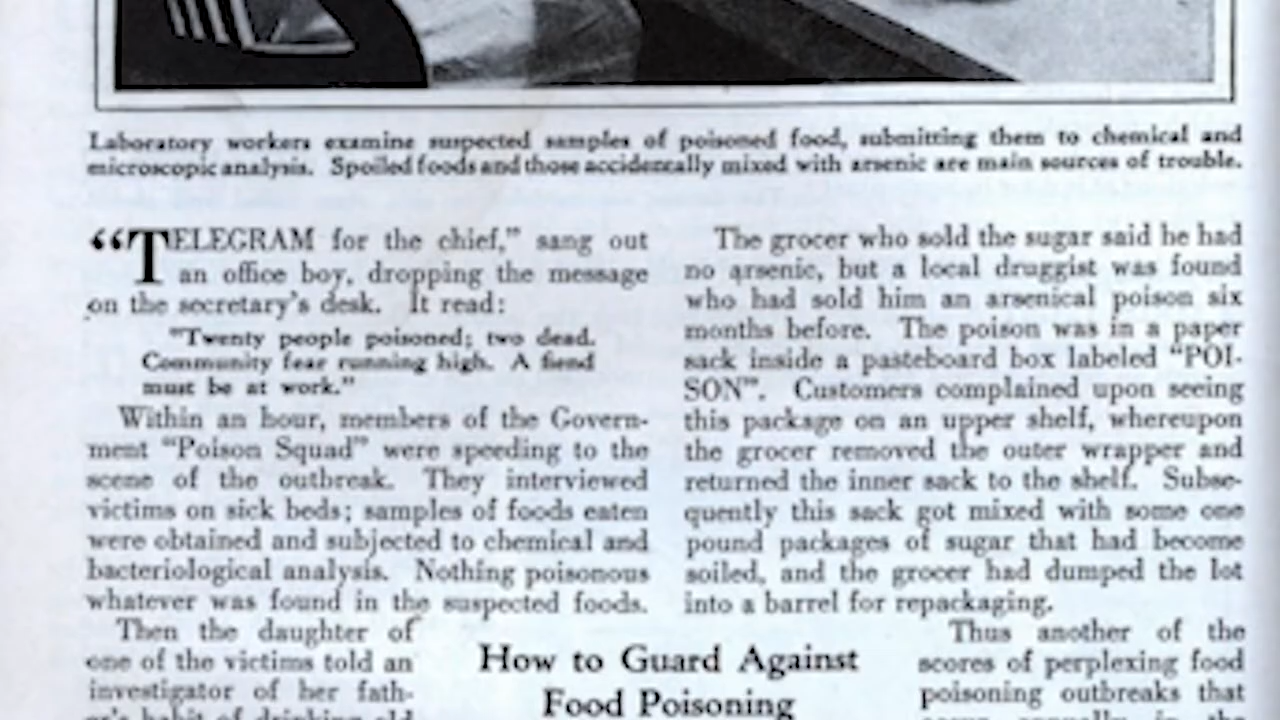 Laboratory workers examine suspected samples of poisoned food, submitting them to chemical and
microscopic analysis. Spoiled foods and those accidentally mixed with arsenic are main sources of trouble.
“TELEGRAM for the chief,” sang out
an office boy, dropping the message
on the secretary’s desk. It read:
"Twenty people poisoned; two dead.
Community fear running high. A fiend
must be at work.”
Within an hour, members of the Govern-
ment “Poison Squad” were speeding to the
scene of the outbreak. They interviewed
victims on sick beds; samples of foods eaten
were obtained and subjected to chemical and
bacteriological analysis. Nothing poisonous
whatever was found in the suspected foods.
Then the daughter of
one of the victims told an
investigator of her fath-
er's habit of drinking old
The grocer who sold the sugar said he had
no arsenic, but a local druggist was found
who had sold him an arsenical poison six
months before. The poison was in a paper
sack inside a pasteboard box labeled “POI-
SON”. Customers complained upon seeing
this package on an upper shelf, whereupon
the grocer removed the outer wrapper and
returned the inner sack to the shelf. Subse-
quently this sack got mixed with some one
pound packages of sugar that had become
soiled, and the grocer had dumped the lot
into a barrel for repackaging.
Thus another of the
scores of perplexing food
poisoning outbreaks that
How to Guard Against
Food Poisoning